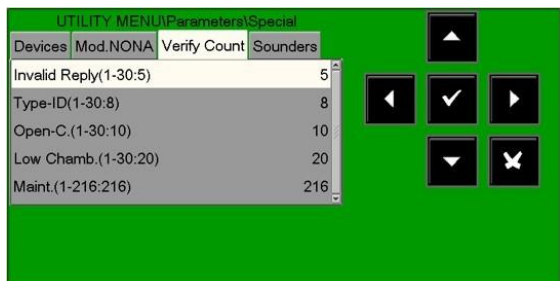 UTILITY MENU\Parameters\Special
Devices Mod.NONA Verify Count Sounders
Invalid Reply(1-30:5) 5
Type-ID(1-30:8) 8
Open-C.(1-30:10) 10
Low Chamb.(1-30:20) 20
Maint.(1-216:216) 216